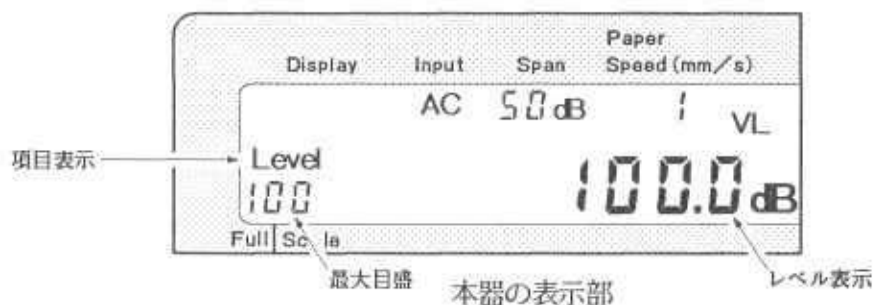 Paper
Display Input Span Speed (mm/s)
AC 50 dB 1 VL
項目表示
Level
100 100.0 dB
Full Scale
最大目盛 本器の表示部 レベル表示